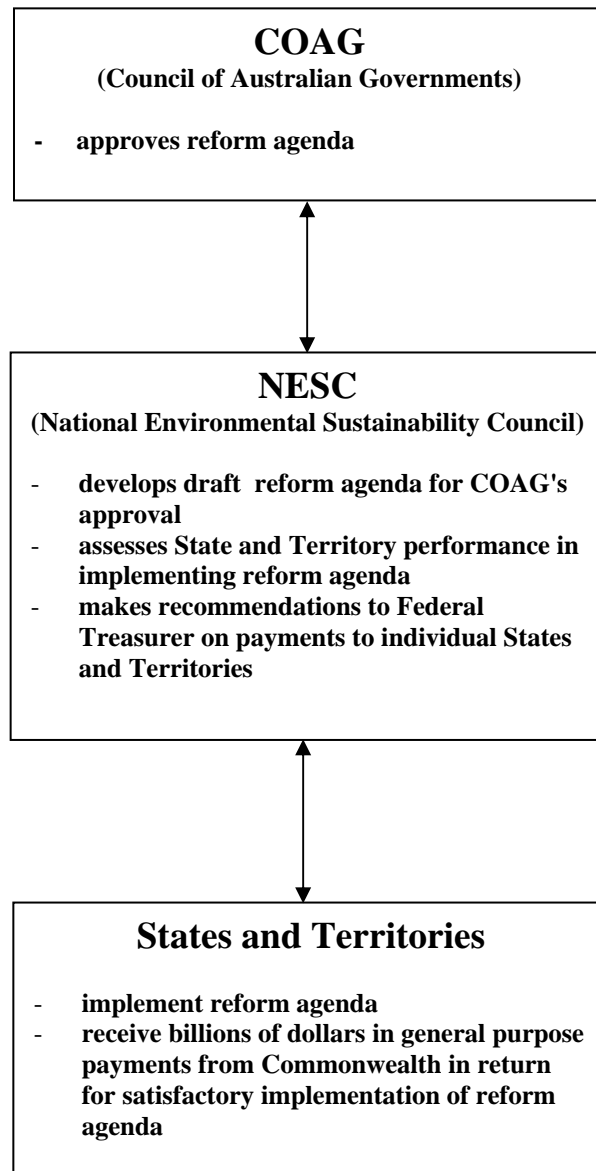 COAG
(Council of Australian Governments)
- approves reform agenda
NESC
(National Environmental Sustainability Council)
- develops draft reform agenda for COAG's
approval
- assesses State and Territory performance in
implementing reform agenda
- makes recommendations to Federal
Treasurer on payments to individual States
and Territories
States and Territories
- implement reform agenda
- receive billions of dollars in general purpose
payments from Commonwealth in return
for satisfactory implementation of reform
agenda